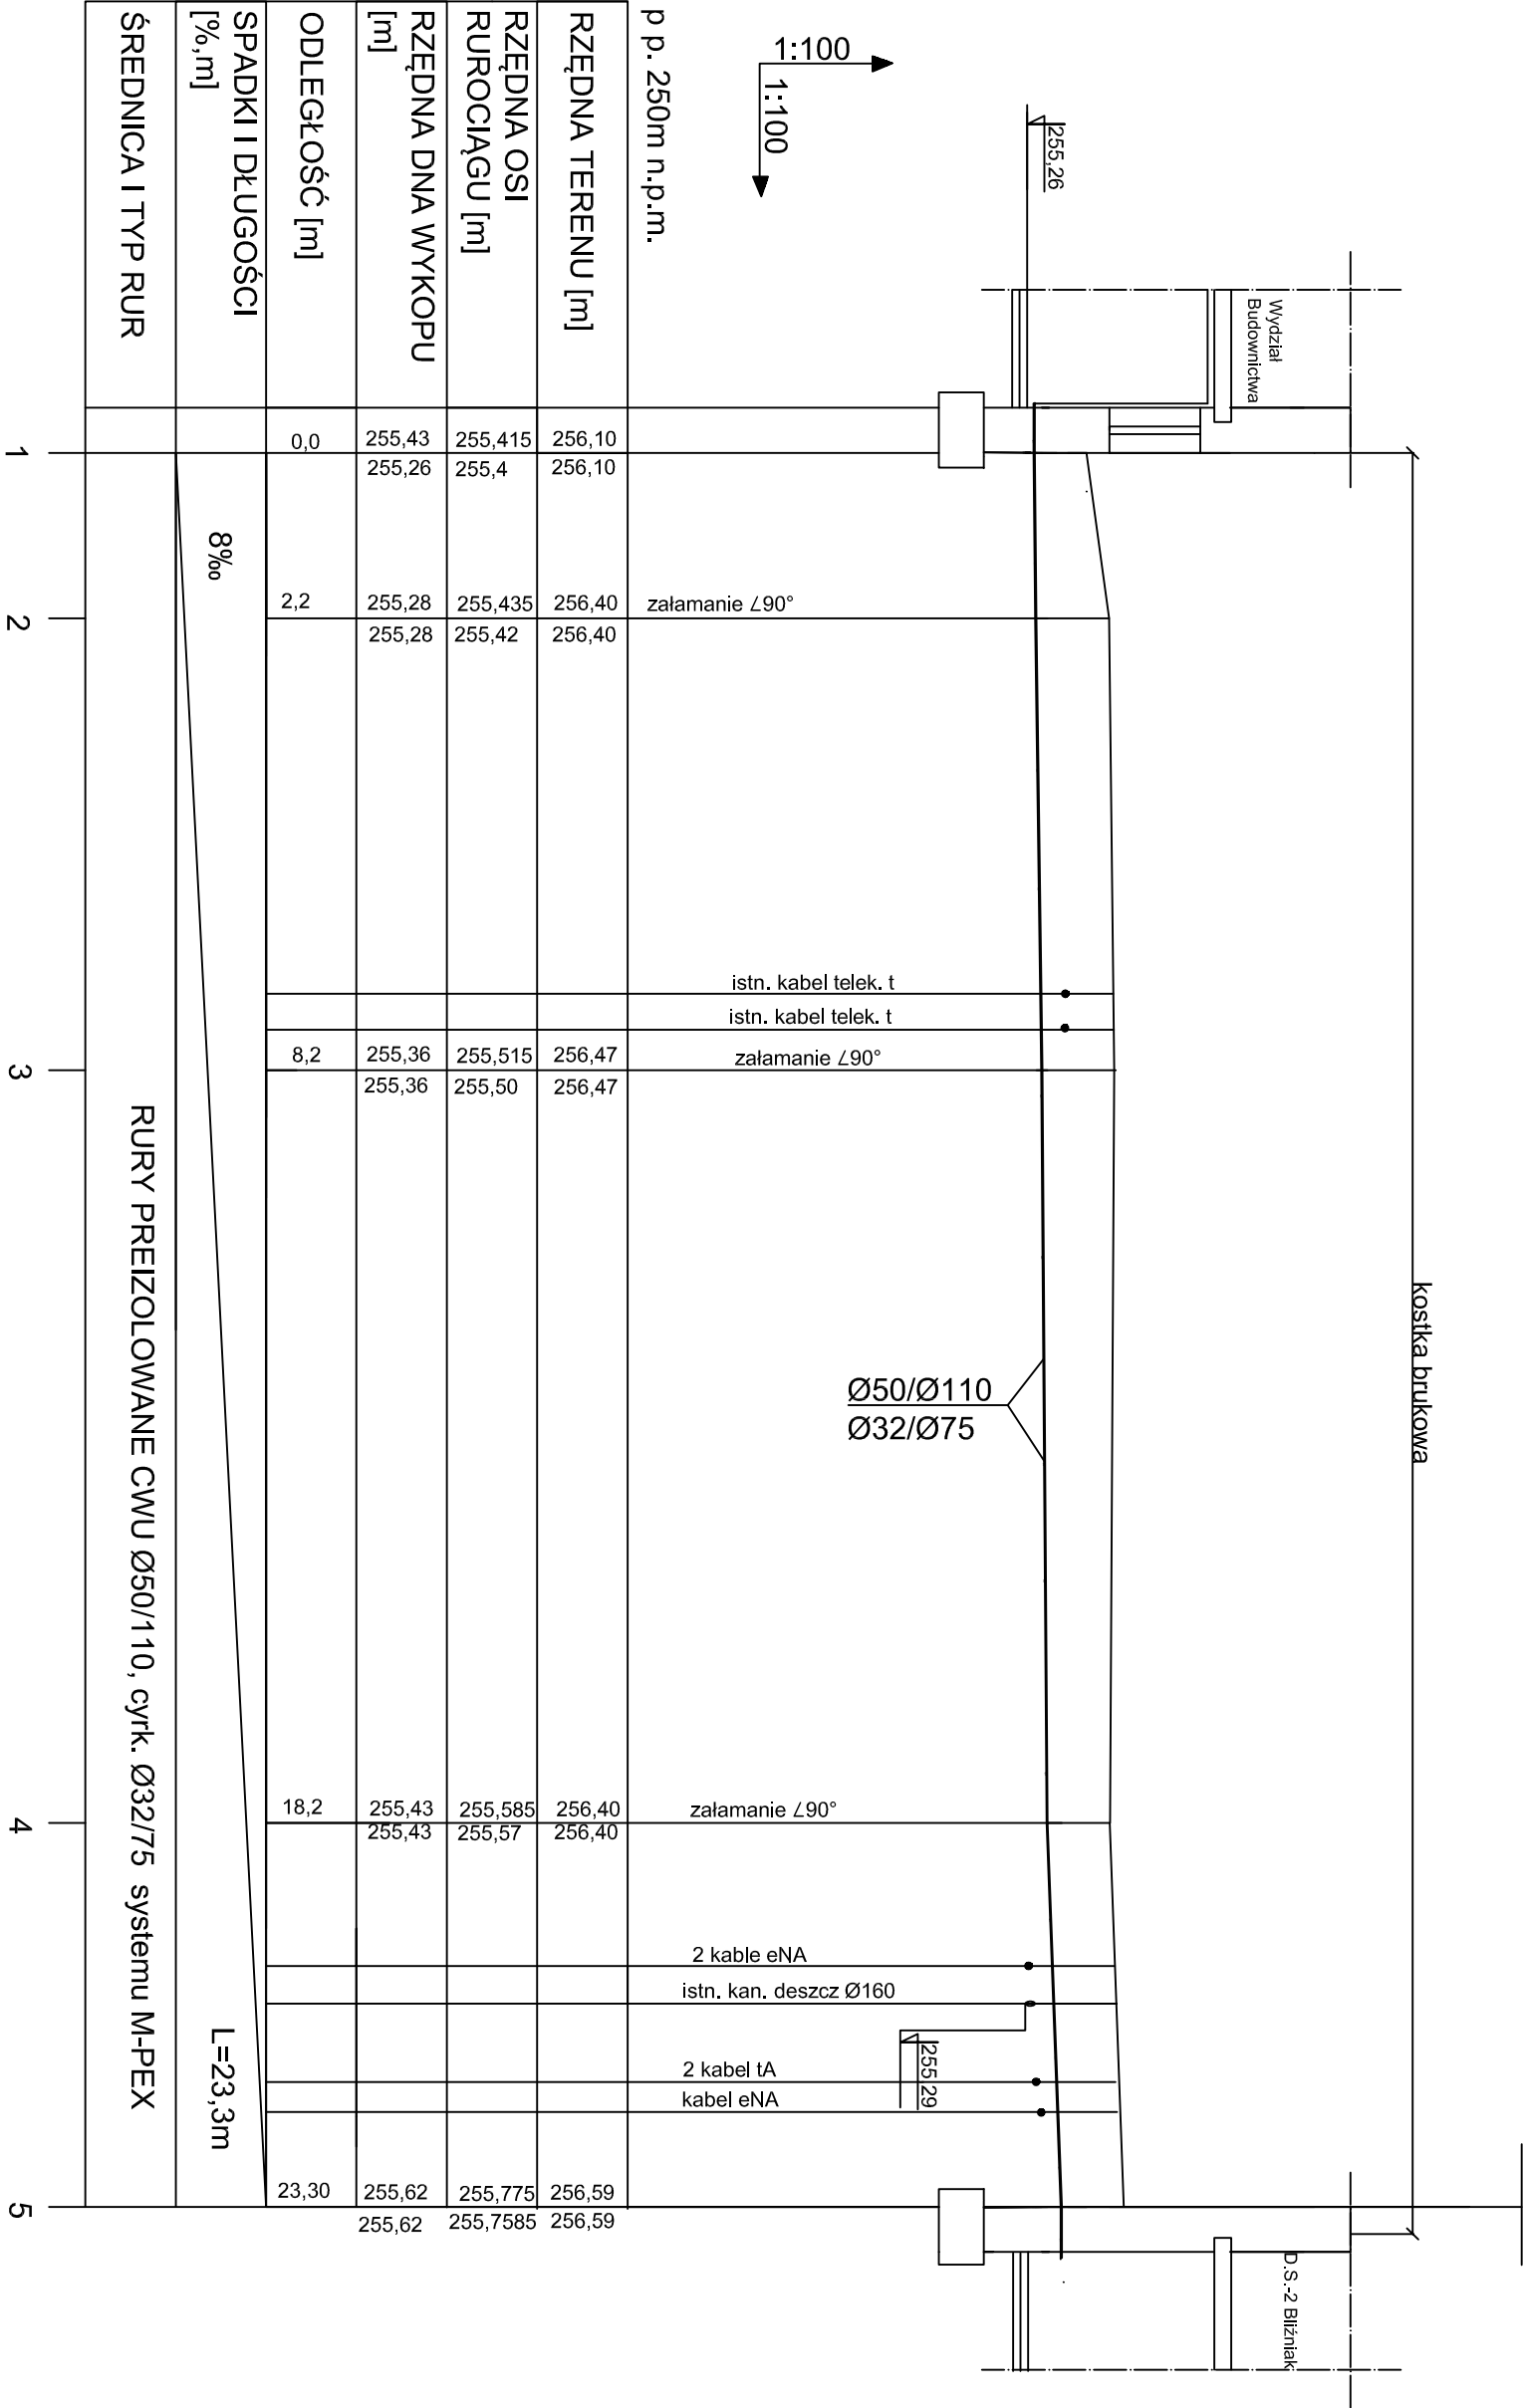 kostka brukowa
Wydział
Budownictwa
D.S.-2 Bliźniak
255,26
1:100
1:100
Ø50/Ø110
Ø32/Ø75
255,29
p p. 250m n.p.m.
załamanie ∠90°
istn. kabel telek. t
istn. kabel telek. t
załamanie ∠90°
załamanie ∠90°
2 kable eNA
istn. kan. deszcz Ø160
2 kabel tA
kabel eNA
RZĘDNA TERENU [m]
256,10
256,10
256,40
256,40
256,47
256,47
256,40
256,40
256,59
256,59
RZĘDNA OSI
RUROCIĄGU [m]
255,415
255,4
255,435
255,42
255,515
255,50
255,585
255,57
255,775
255,7585
RZĘDNA DNA WYKOPU
[m]
255,43
255,26
255,28
255,28
255,36
255,36
255,43
255,43
255,62
255,62
ODLEGŁOŚĆ [m]
0,0
2,2
8,2
18,2
23,30
SPADKI I DŁUGOŚCI
[%,m]
8‰
L=23,3m
ŚREDNICA I TYP RUR
RURY PREIZOLOWANE CWU Ø50/110, cyrk. Ø32/75 systemu M-PEX
1
2
3
4
5